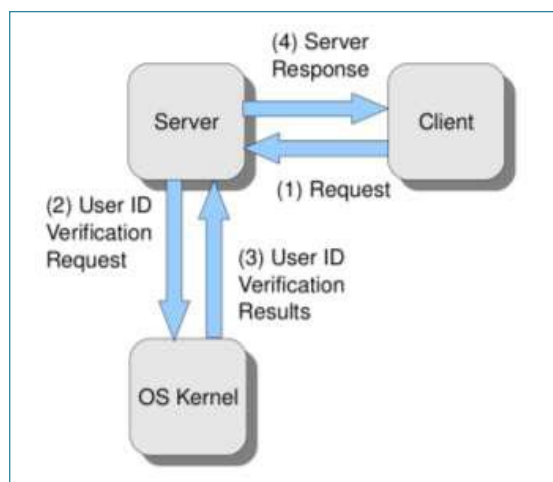 (4) Server
Response
Server
Client
(1) Request
(2) User ID
Verification
Request
(3) User ID
Verification
Results
OS Kernel